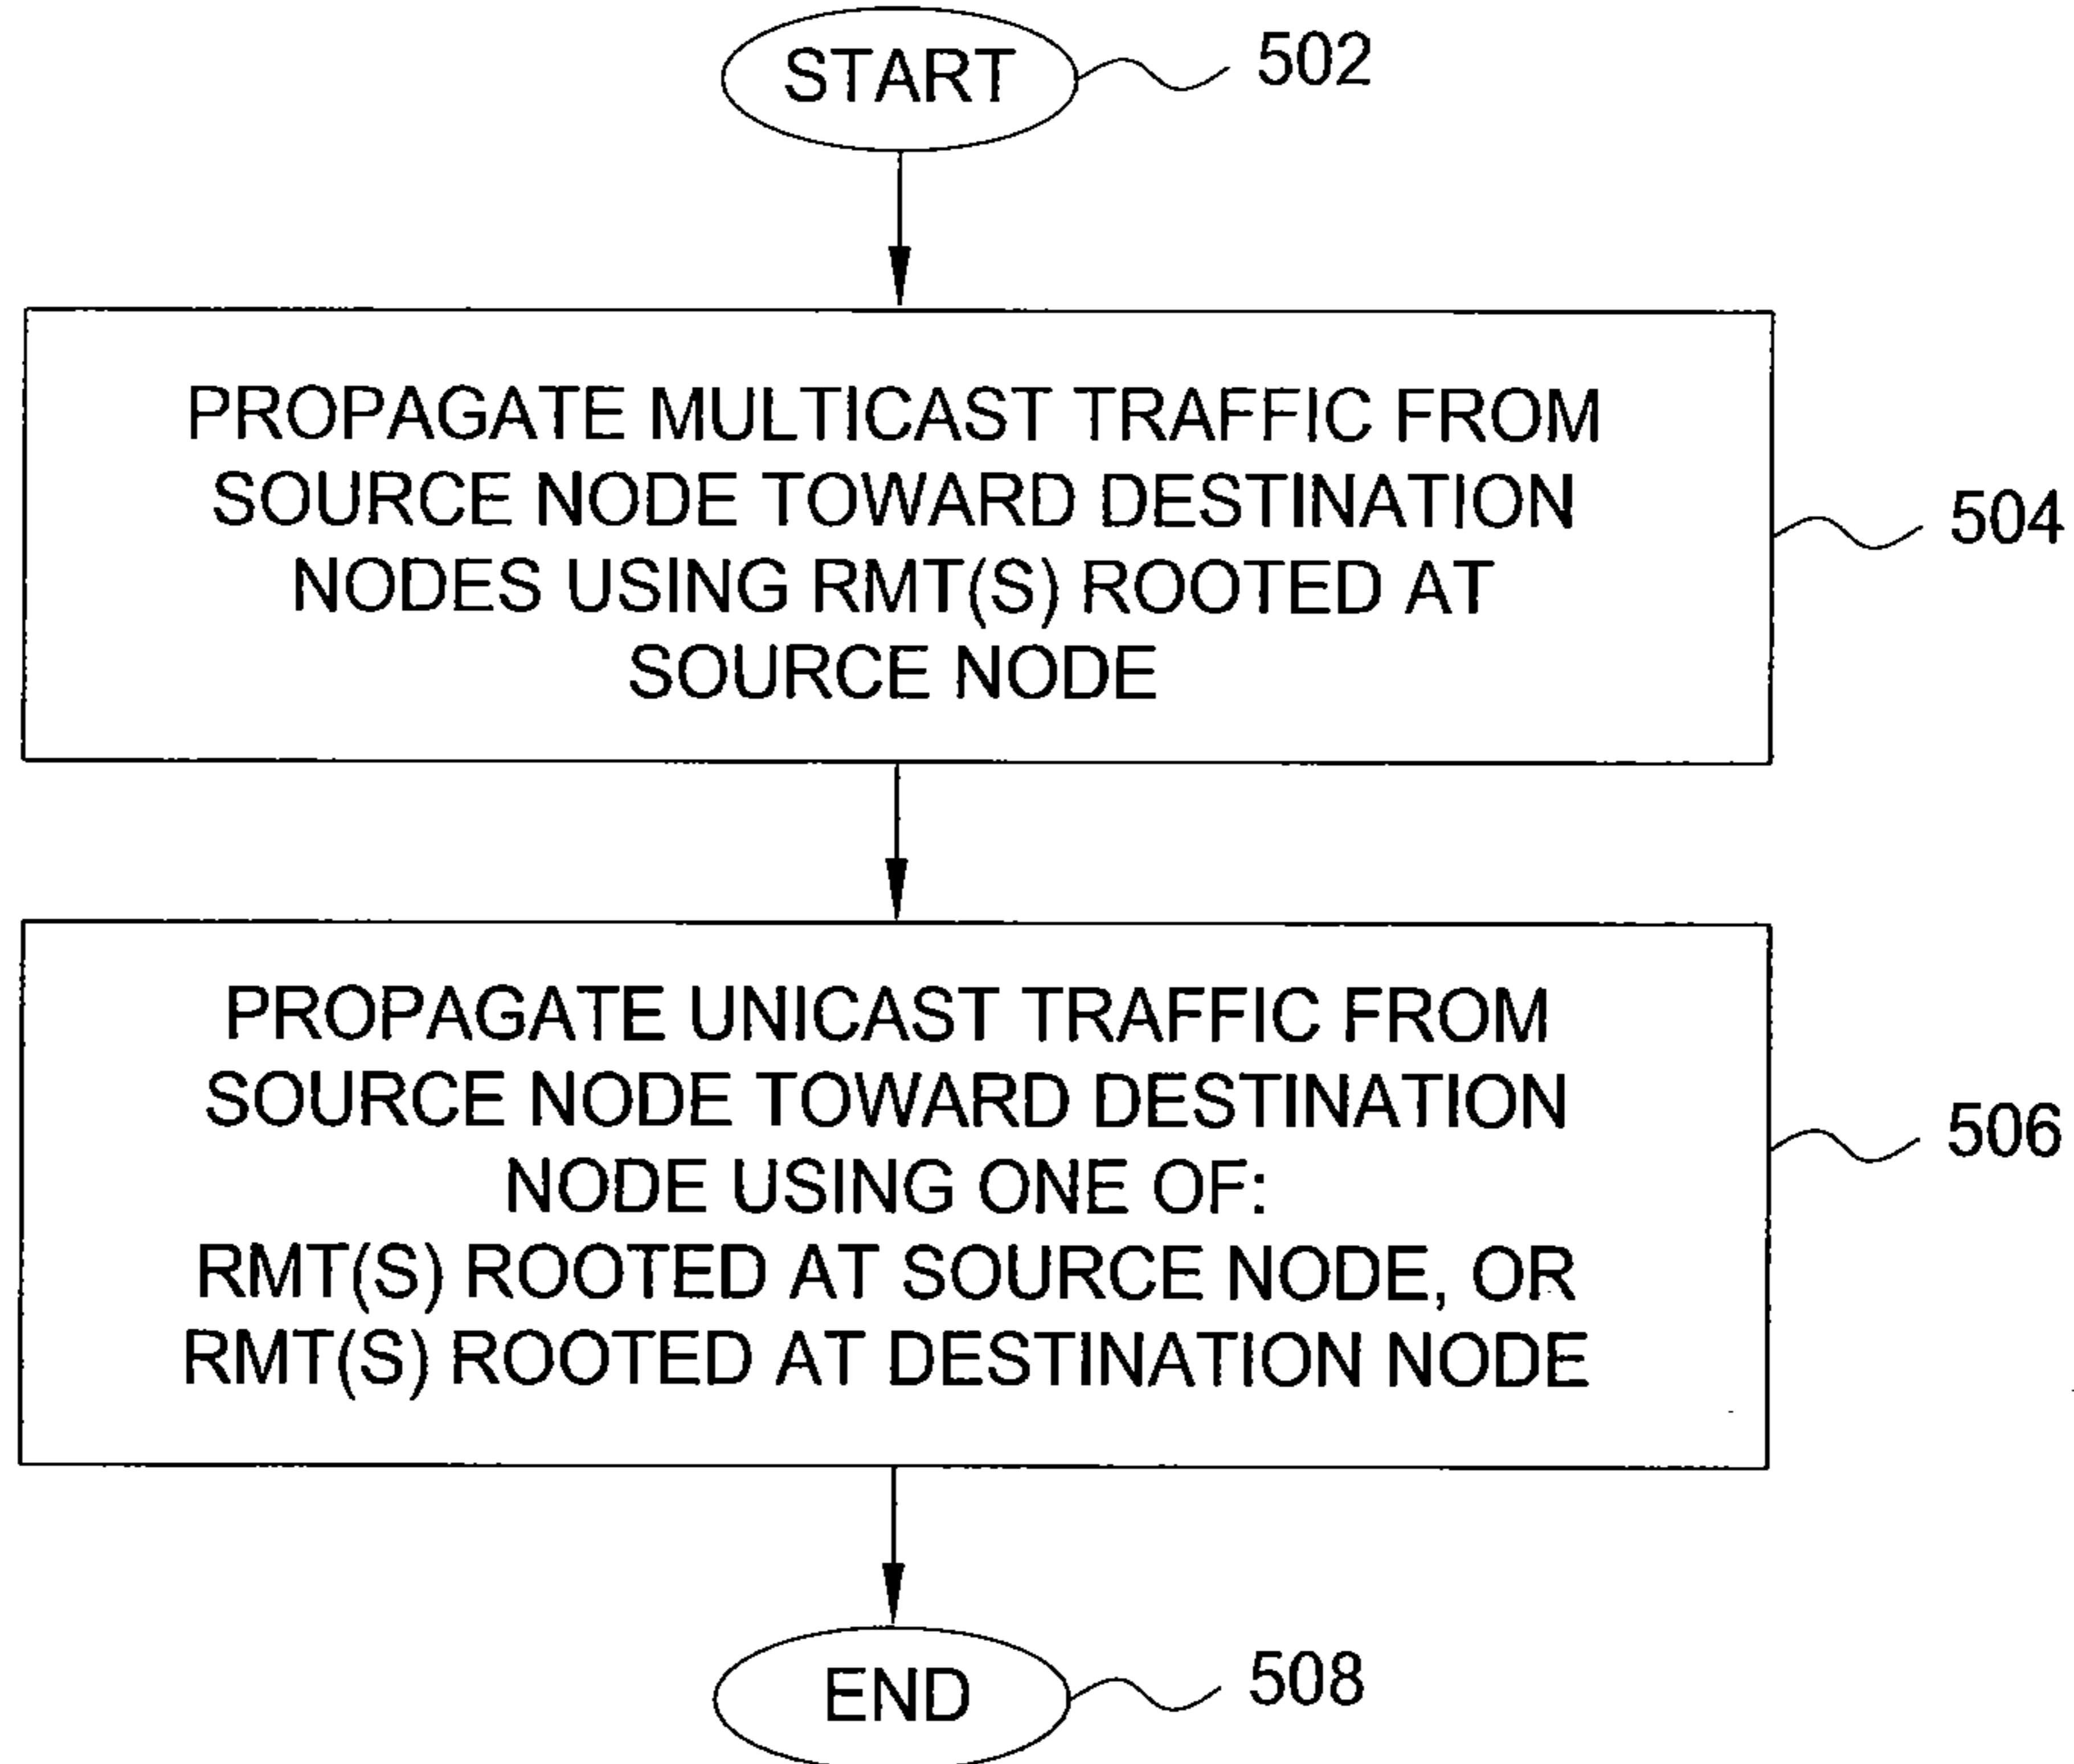 START
502
PROPAGATE MULTICAST TRAFFIC FROM
SOURCE NODE TOWARD DESTINATION
NODES USING RMT(S) ROOTED AT
SOURCE NODE
504
PROPAGATE UNICAST TRAFFIC FROM
SOURCE NODE TOWARD DESTINATION
NODE USING ONE OF:
RMT(S) ROOTED AT SOURCE NODE, OR
RMT(S) ROOTED AT DESTINATION NODE
506
END
508